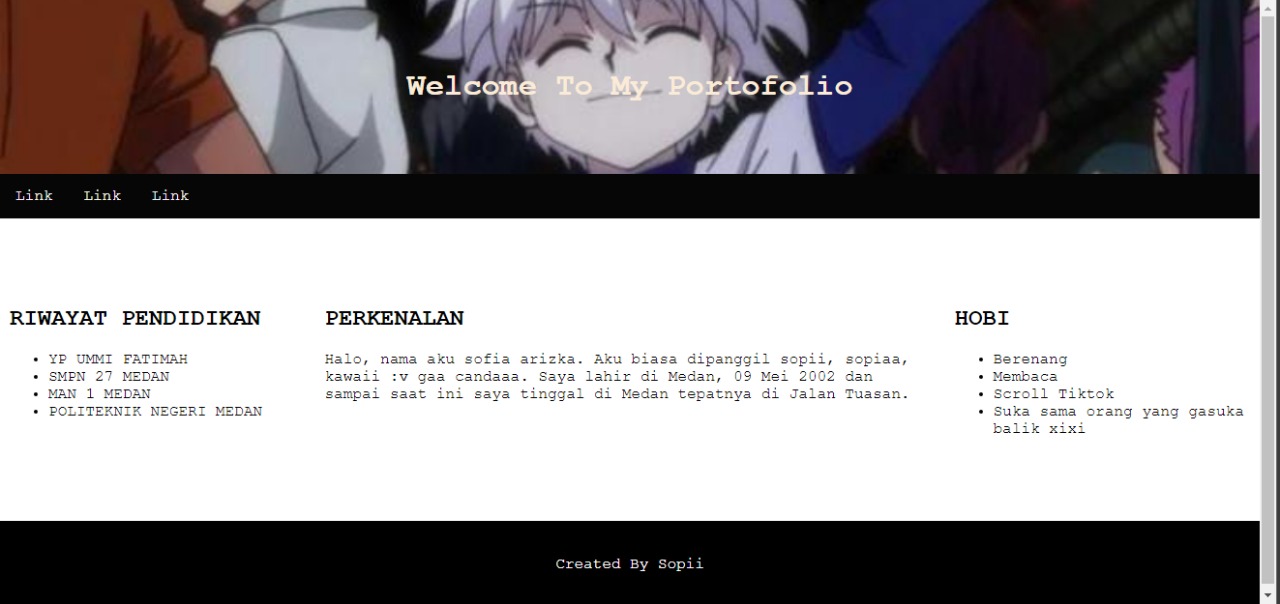 Welcome To My Portofolio
Link Link Link
RIWAYAT PENDIDIKAN
YP UMMI FATIMAH
SMPN 27 MEDAN
MAN 1 MEDAN
POLITEKNIK NEGERI MEDAN
PERKENALAN
Halo, nama aku sofia arizka. Aku biasa dipanggil sopii, sopiaa,
kawaii :v gaa candaaa. Saya lahir di Medan, 09 Mei 2002 dan
sampai saat ini saya tinggal di Medan tepatnya di Jalan Tuasan.
HOBI
Berenang
Membaca
Scroll Tiktok
Suka sama orang yang gasuka
balik xixi
Created By Sopii